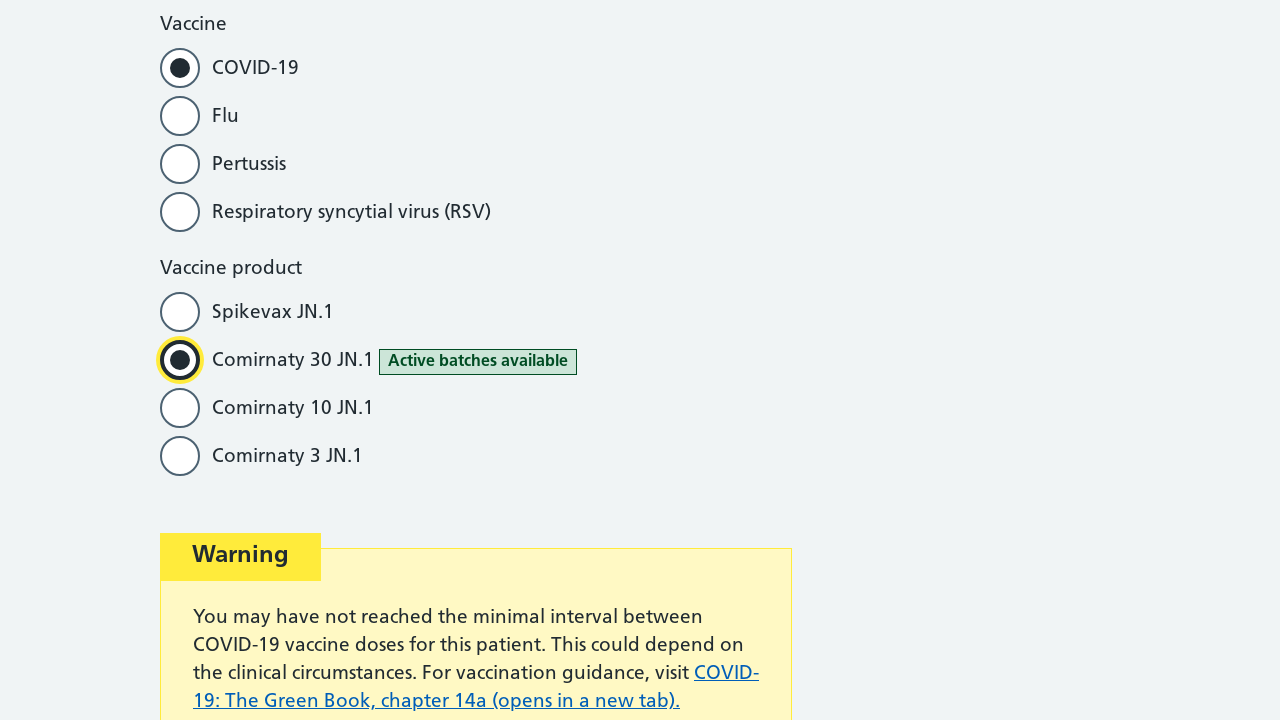 Vaccine
COVID-19
Flu
Pertussis
Respiratory syncytial virus (RSV)
Vaccine product
Spikevax JN.1
Comirnaty 30 JN.1 Active batches available
Comirnaty 10 JN.1
Comirnaty 3 JN.1
Warning
You may have not reached the minimal interval between
COVID-19 vaccine doses for this patient. This could depend on
the clinical circumstances. For vaccination guidance, visit COVID-
19: The Green Book, chapter 14a (opens in a new tab).